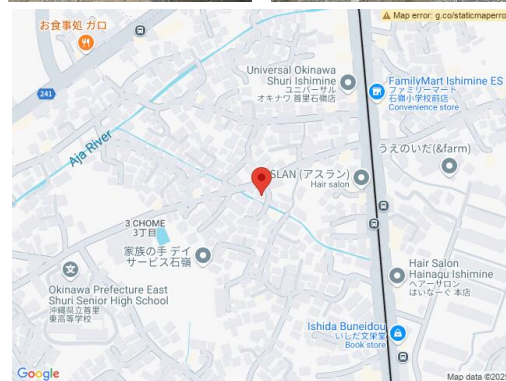 Map error: g.co/staticmaperro
お食事処 ガロ
241
Universal Okinawa
Shuri Ishimine
ユニバーサル
オキナワ 首里石嶺店
FamilyMart Ishimine ES
ファミリーマート
石嶺小学校前店
Convenience store
Aja River
うえのいだ(&farm)
SLAN (アスラン)
Hair salon
3 CHOME
3丁目
家族の手 デイ
サービス石嶺
Okinawa Prefecture East
Shuri Senior High School
沖縄県立首里
東高等学校
Hair Salon
Hainagu Ishimine
ヘアーサロン
はいなーぐ 本店
Ishida Buneidou
いしだ文栄堂
Book store
Google
Map data ©2025